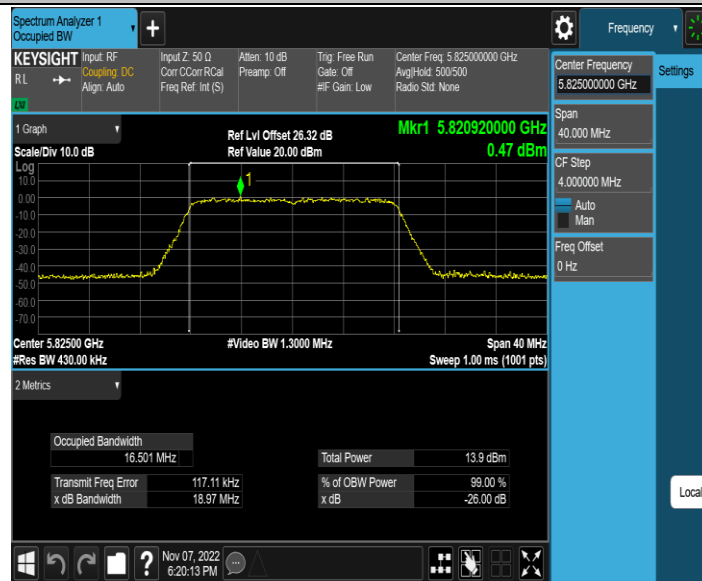 Spectrum Analyzer 1
Occupied BW
+
Frequency
KEYSIGHT
RL
LXI
Input: RF
Coupling: DC
Align: Auto
Input Z: 50 Ω
Corr CCorr RCal
Freq Ref: Int (S)
Atten: 10 dB
Preamp: Off
Trig: Free Run
Gate: Off
#IF Gain: Low
Center Freq: 5.825000000 GHz
Avg|Hold: 500/500
Radio Std: None
Center Frequency
5.825000000 GHz
Settings
Span
40.000 MHz
CF Step
4.000000 MHz
Auto
Man
Freq Offset
0 Hz
1 Graph
Scale/Div 10.0 dB
Ref Lvl Offset 26.32 dB
Ref Value 20.00 dBm
Mkr1 5.820920000 GHz
0.47 dBm
Log
10.0
0.00
-10.0
-20.0
-30.0
-40.0
-50.0
-60.0
-70.0
1
Center 5.82500 GHz
#Res BW 430.00 kHz
#Video BW 1.3000 MHz
Span 40 MHz
Sweep 1.00 ms (1001 pts)
2 Metrics
Occupied Bandwidth
16.501 MHz
Total Power 13.9 dBm
Transmit Freq Error 117.11 kHz
% of OBW Power 99.00 %
x dB Bandwidth 18.97 MHz
x dB -26.00 dB
Local
?
Nov 07, 2022
6:20:13 PM